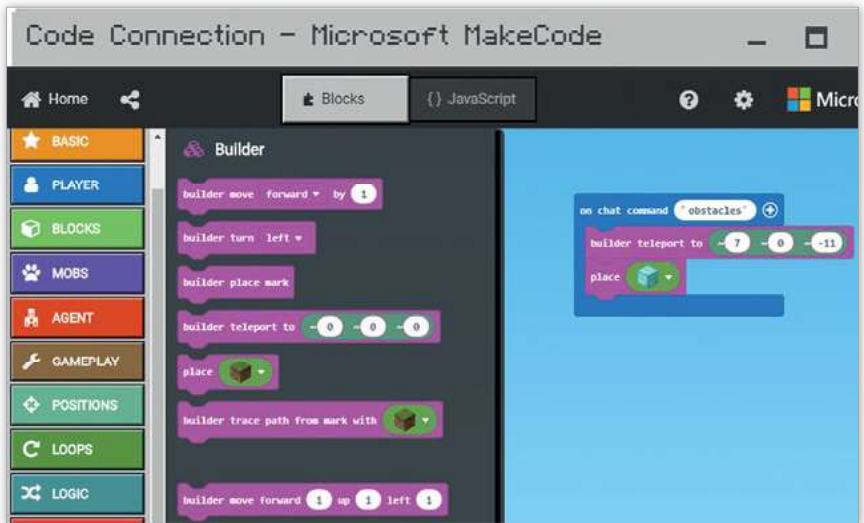 Code Connection – Microsoft MakeCode
Home
Blocks
{} JavaScript
?
Micro
BASIC
PLAYER
BLOCKS
MOBS
AGENT
GAMEPLAY
POSITIONS
LOOPS
LOGIC
Builder
builder move forward by 1
builder turn left
builder place mark
builder teleport to ~0 ~0 ~0
place
builder trace path from mark with
builder move forward 1 up 1 left 1
on chat command "obstacles"
builder teleport to ~7 ~0 ~-11
place